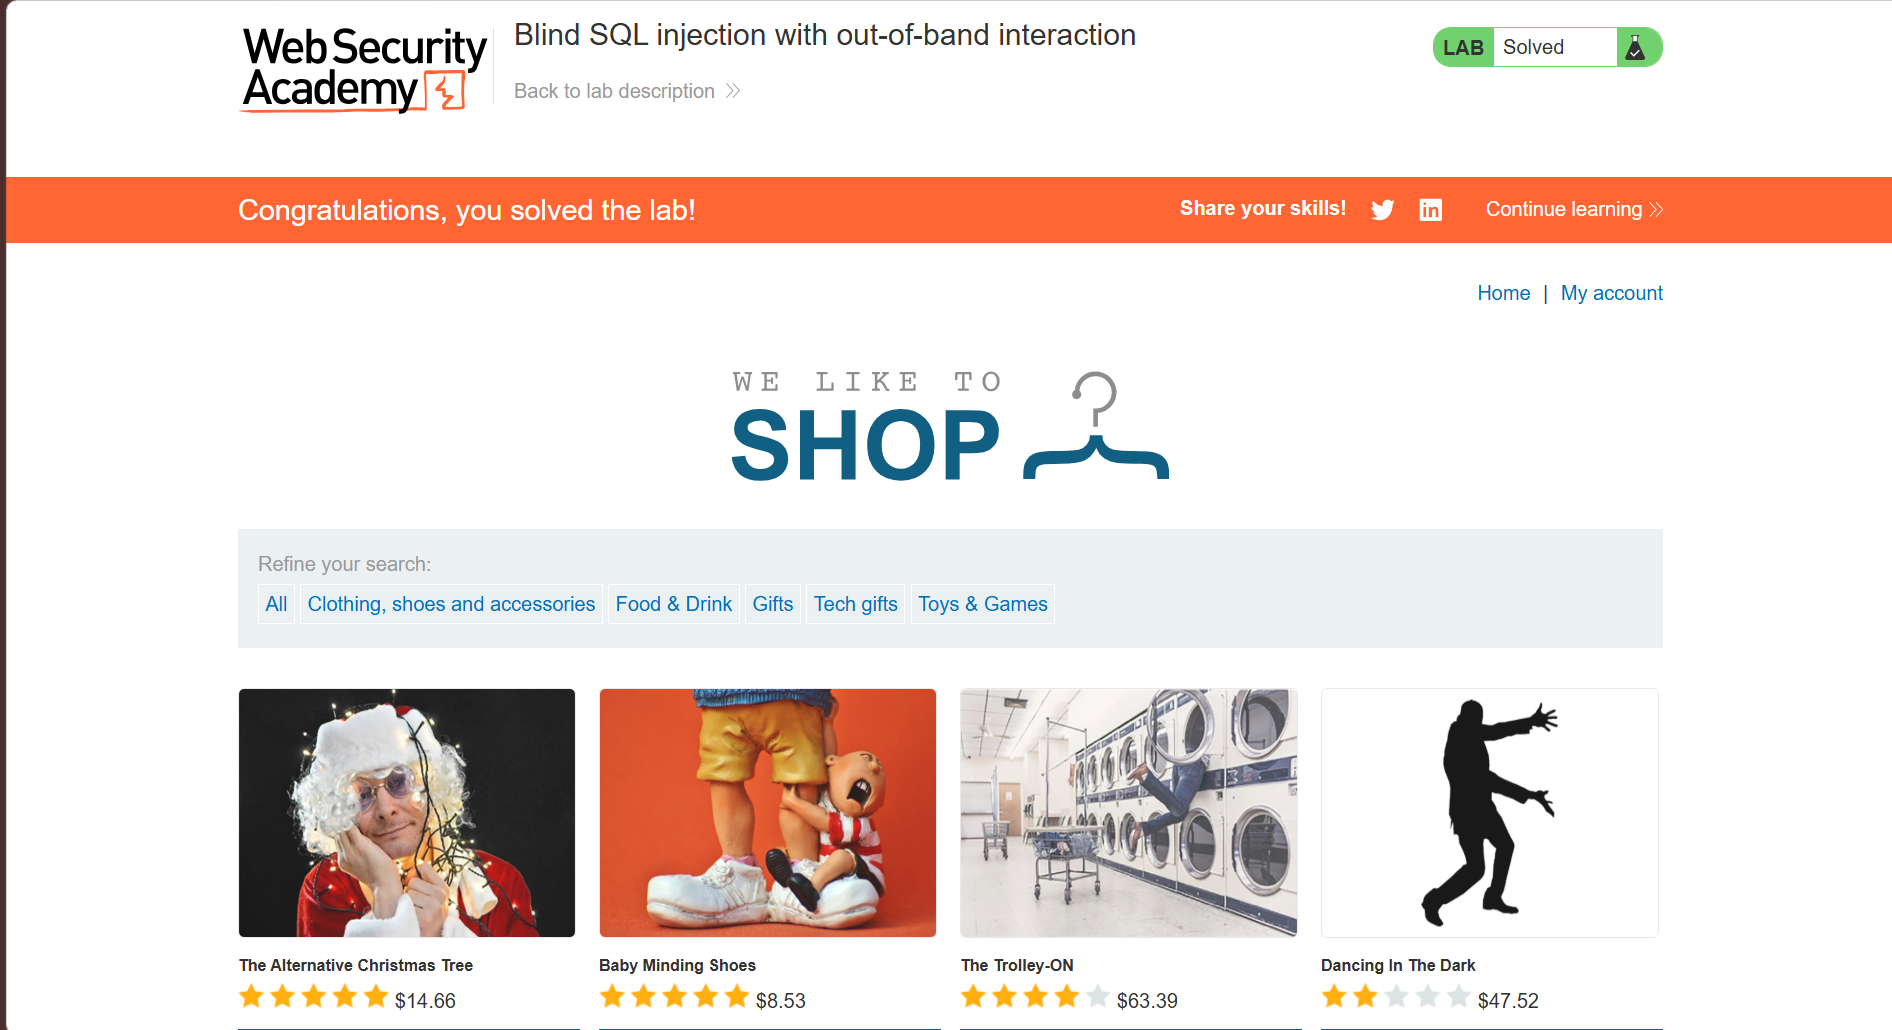 Web Security
Academy
Blind SQL injection with out-of-band interaction
Back to lab description
LAB Solved
Congratulations, you solved the lab!
Share your skills!
Continue learning
Home | My account
WE LIKE TO
SHOP
Refine your search:
All Clothing, shoes and accessories Food & Drink Gifts Tech gifts Toys & Games
The Alternative Christmas Tree
$14.66
Baby Minding Shoes
$8.53
The Trolley-ON
$63.39
Dancing In The Dark
$47.52